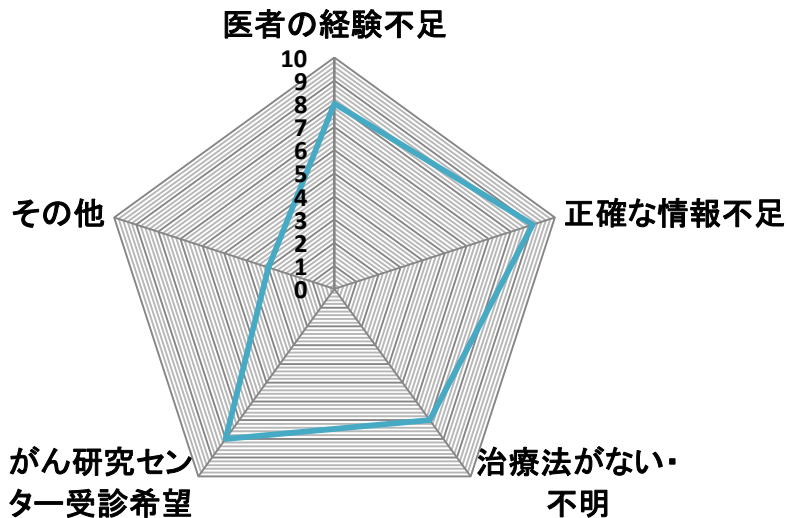 医者の経験不足
10
9
8
7
6
5
4
3
2
1
0
正確な情報不足
治療法がない・
不明
がん研究セン
ター受診希望
その他